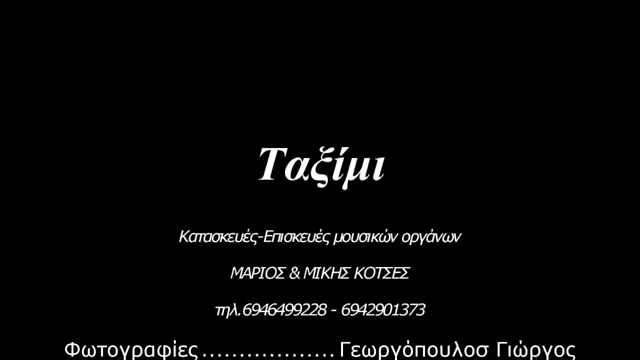 Ταξίμι
Κατασκευές-Επισκευές μουσικών οργάνων
ΜΑΡΙΟΣ & ΜΙΚΗΣ ΚΟΤΣΕΣ
τηλ.6946499228 - 6942901373
Φωτογραφίες..................Γεωργόπουλοσ Γιώργος